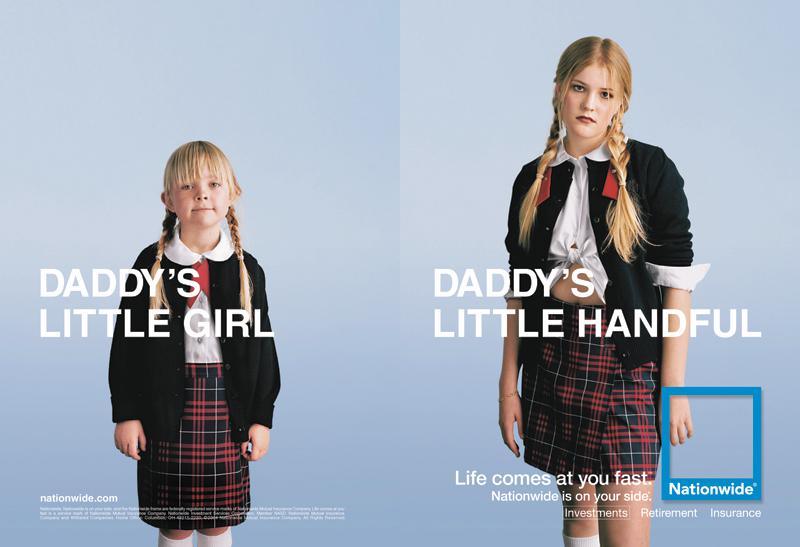 DADDY'S
LITTLE GIRL
DADDY'S
LITTLE HANDFUL
Life comes at you fast.
Nationwide is on your side.
Nationwide®
Investments Retirement Insurance
nationwide.com